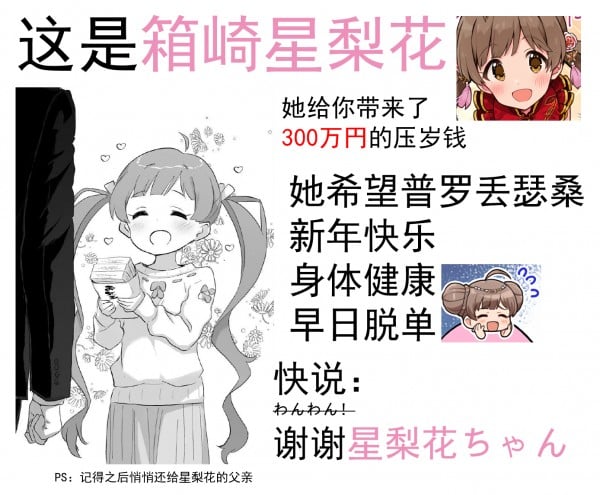 这是箱崎星梨花
她给你带来了
300万円的压岁钱
她希望普罗丢瑟桑
新年快乐
身体健康
早日脱单
快说：
わんわん！
谢谢星梨花ちゃん
PS：记得之后悄悄还给星梨花的父亲